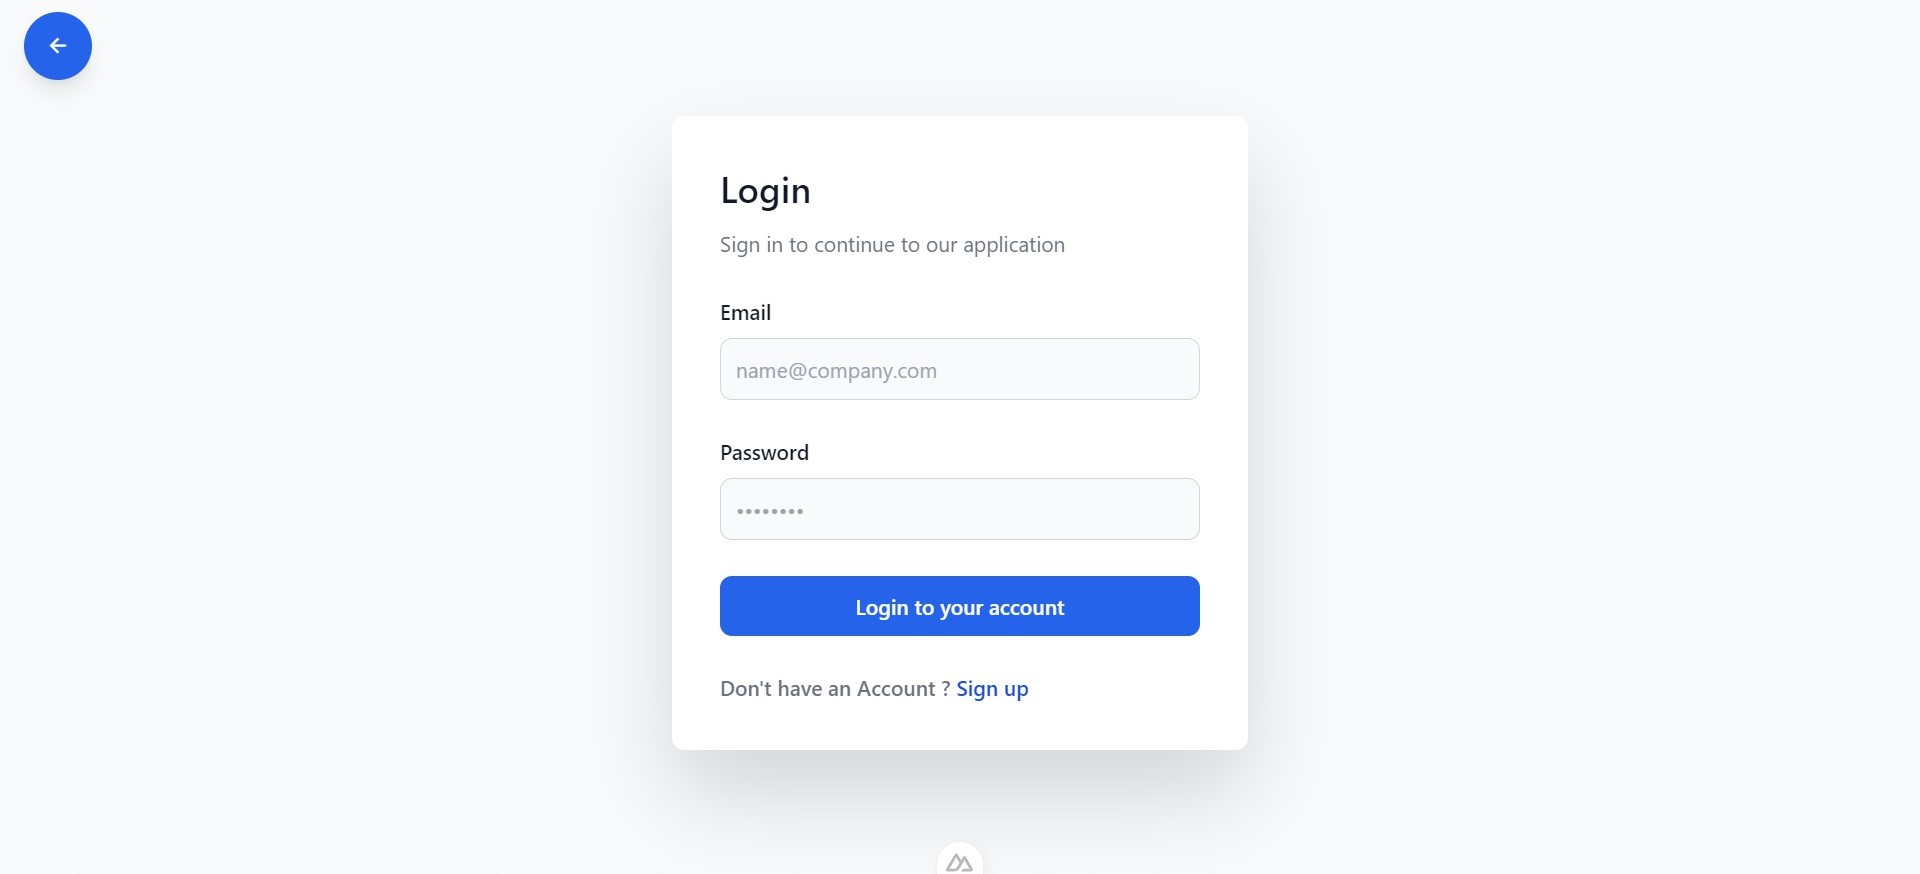 Login
Sign in to continue to our application
Email
name@company.com
Password
••••••••
Login to your account
Don't have an Account ? Sign up